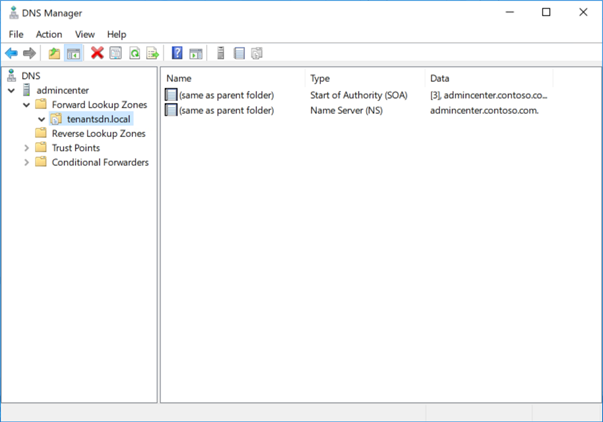 DNS Manager
File Action View Help
DNS
admincenter
Forward Lookup Zones
tenantsdn.local
Reverse Lookup Zones
Trust Points
Conditional Forwarders
Name Type Data
(same as parent folder) Start of Authority (SOA) [3], admincenter.contoso.co...
(same as parent folder) Name Server (NS) admincenter.contoso.com.